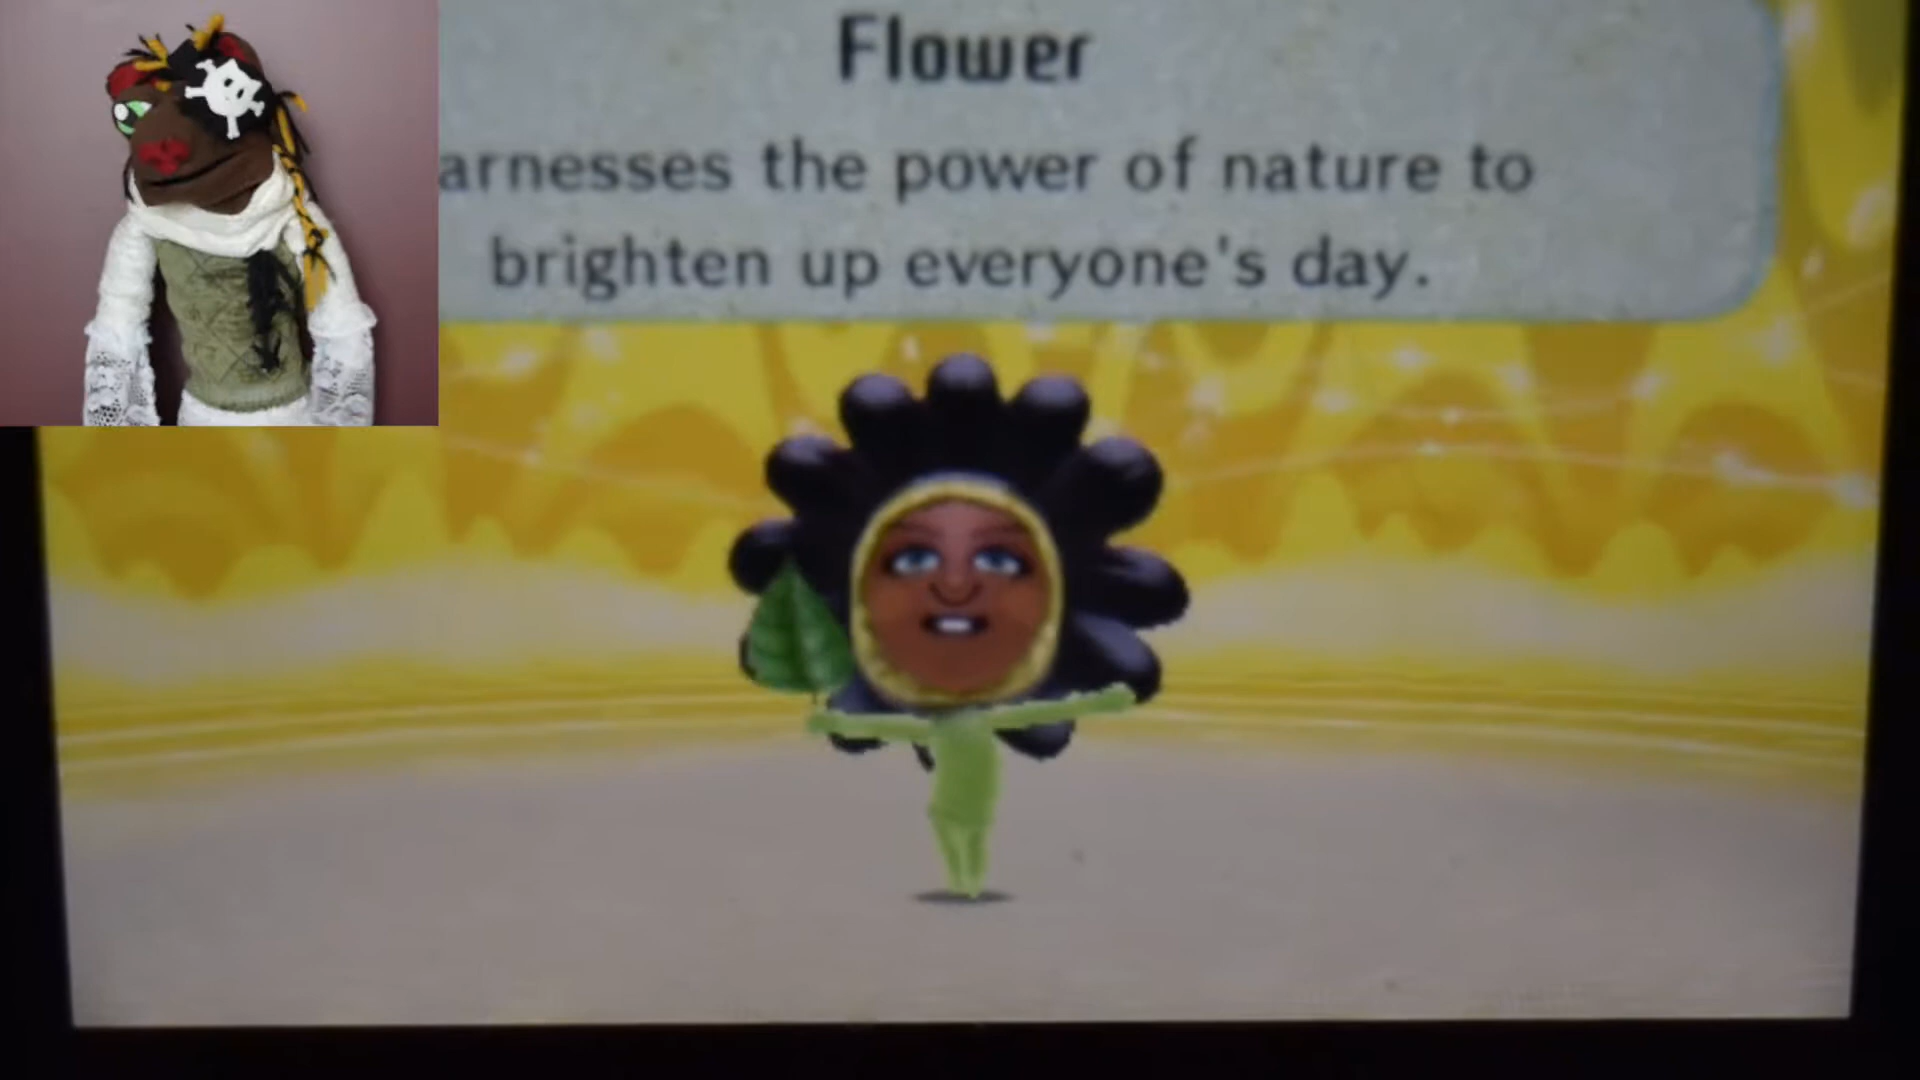 Flower
arnesses the power of nature to
brighten up everyone's day.